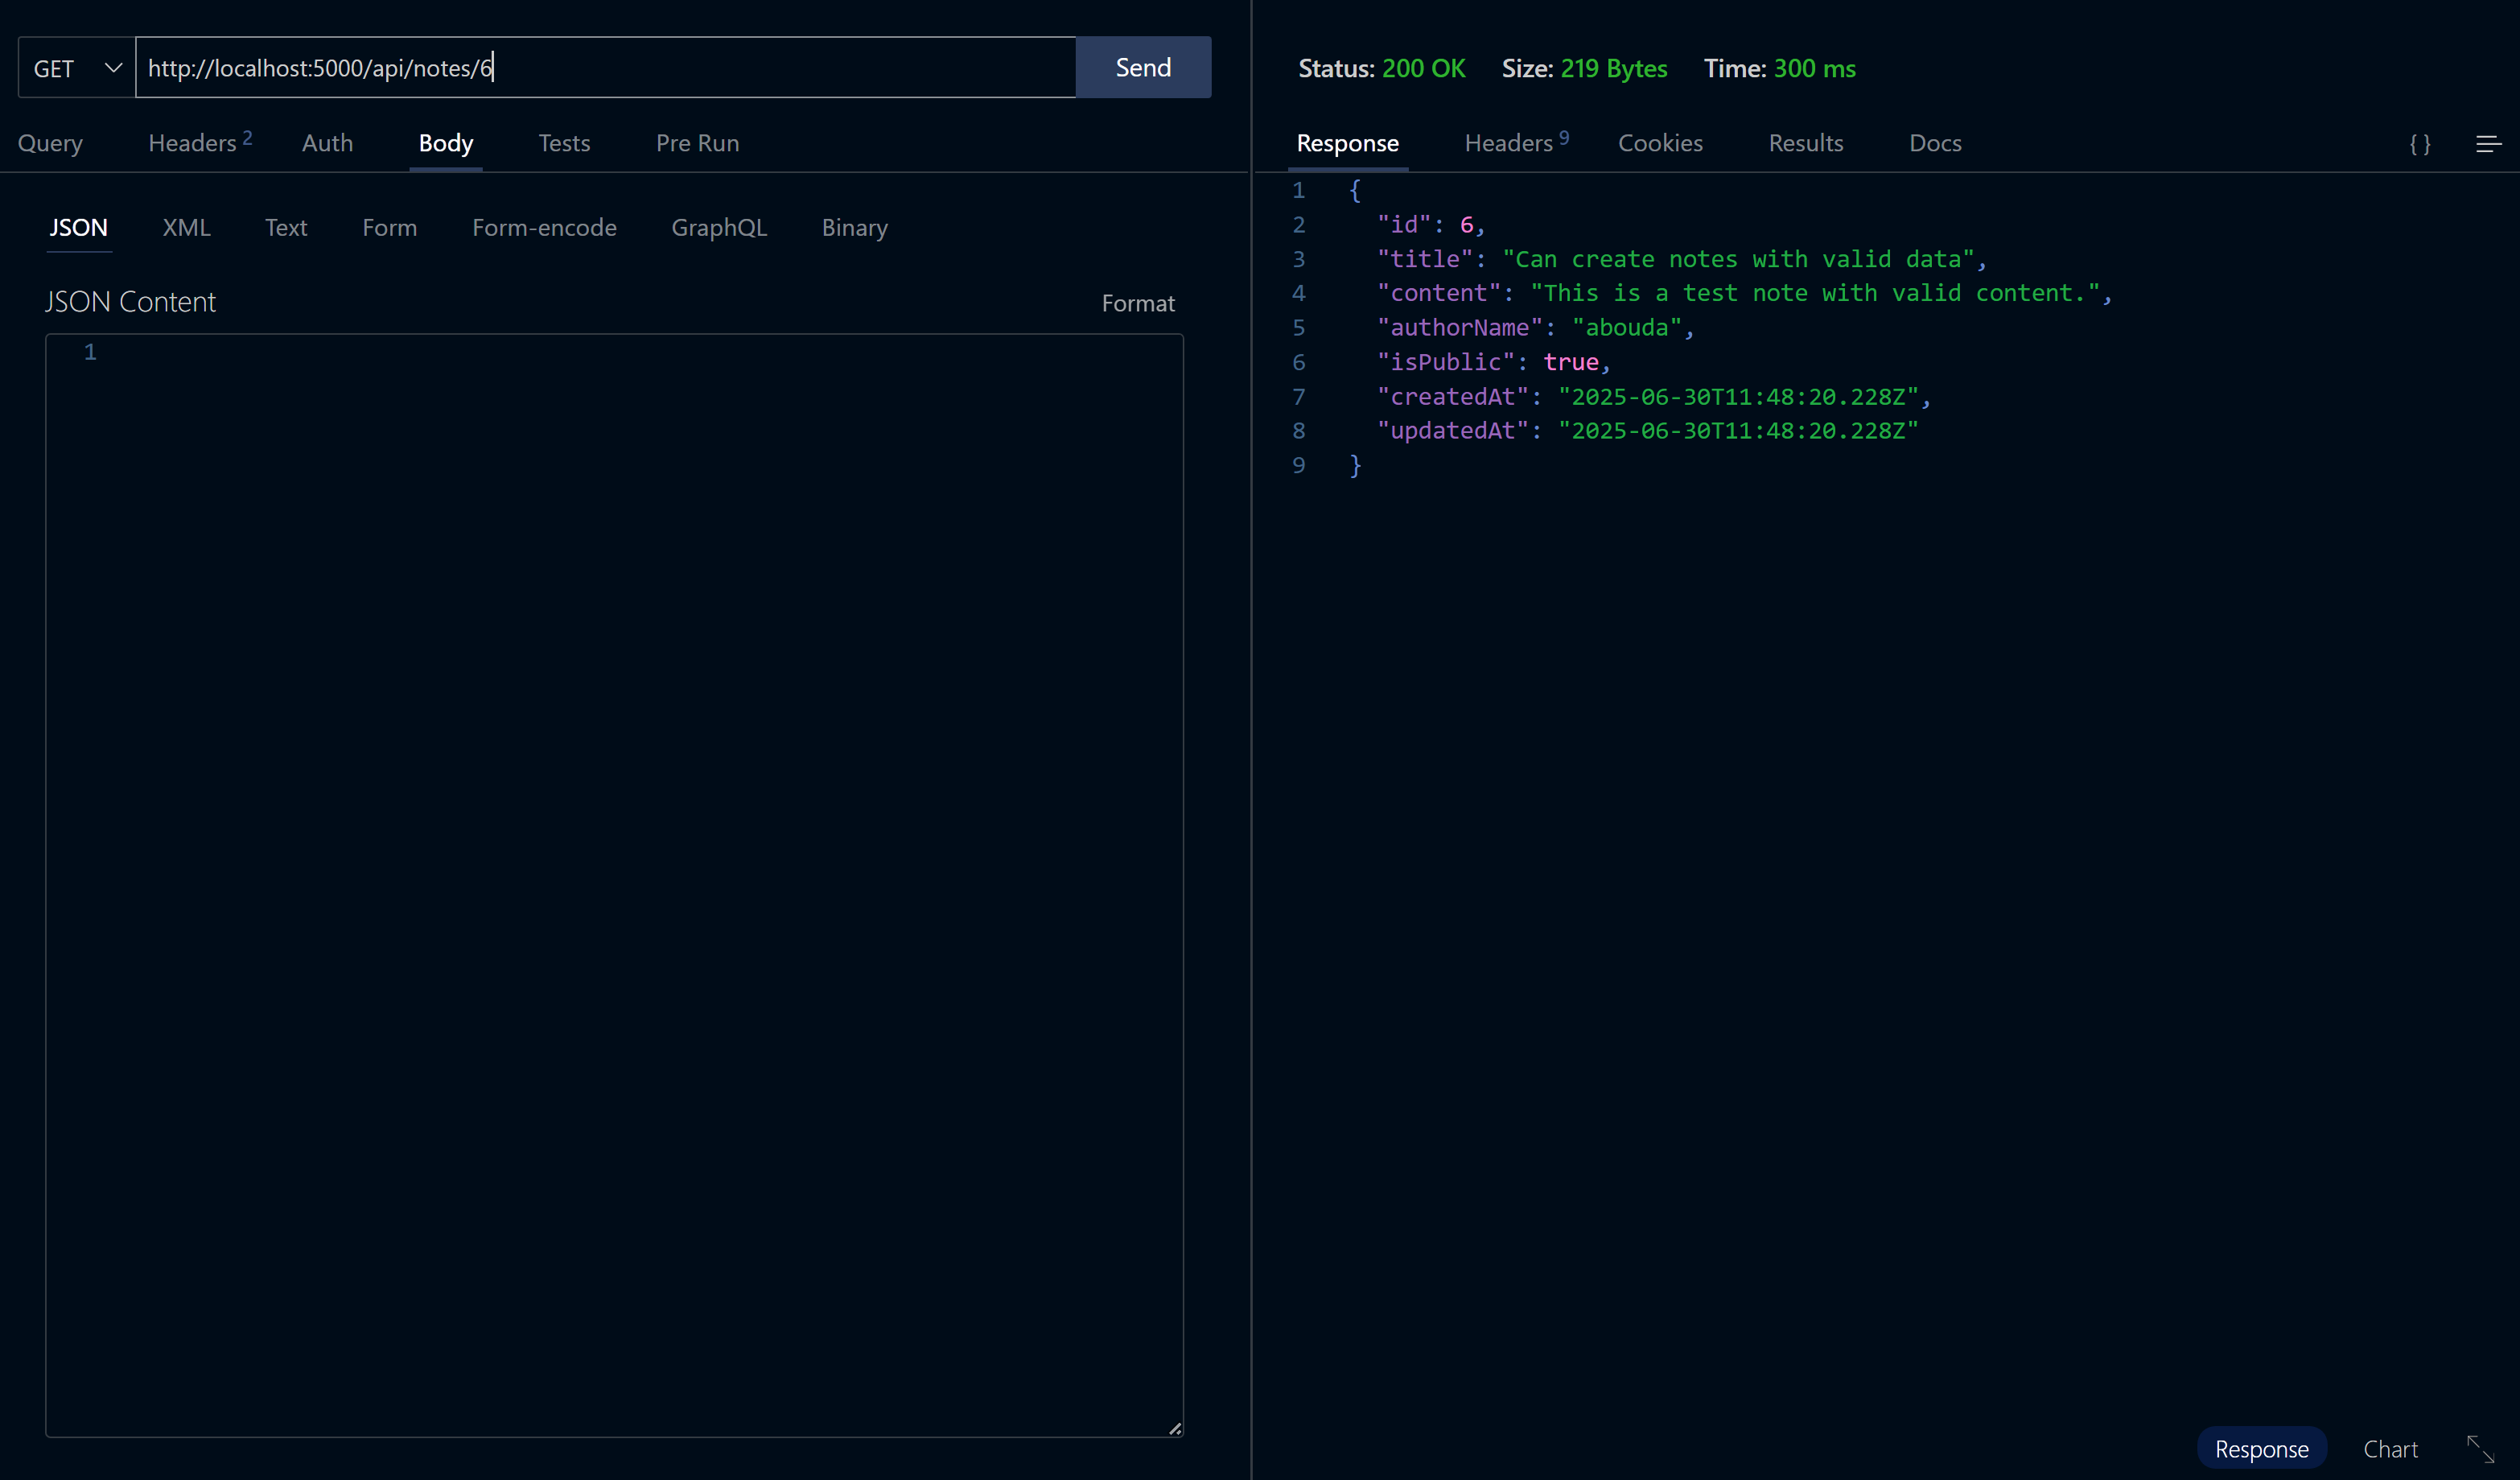 GET http://localhost:5000/api/notes/6 Send
Query Headers 2 Auth Body Tests Pre Run
JSON XML Text Form Form-encode GraphQL Binary
JSON Content Format
1
Status: 200 OK Size: 219 Bytes Time: 300 ms
Response Headers 9 Cookies Results Docs { }
1 {
2 "id": 6,
3 "title": "Can create notes with valid data",
4 "content": "This is a test note with valid content.",
5 "authorName": "abouda",
6 "isPublic": true,
7 "createdAt": "2025-06-30T11:48:20.228Z",
8 "updatedAt": "2025-06-30T11:48:20.228Z"
9 }
Response Chart